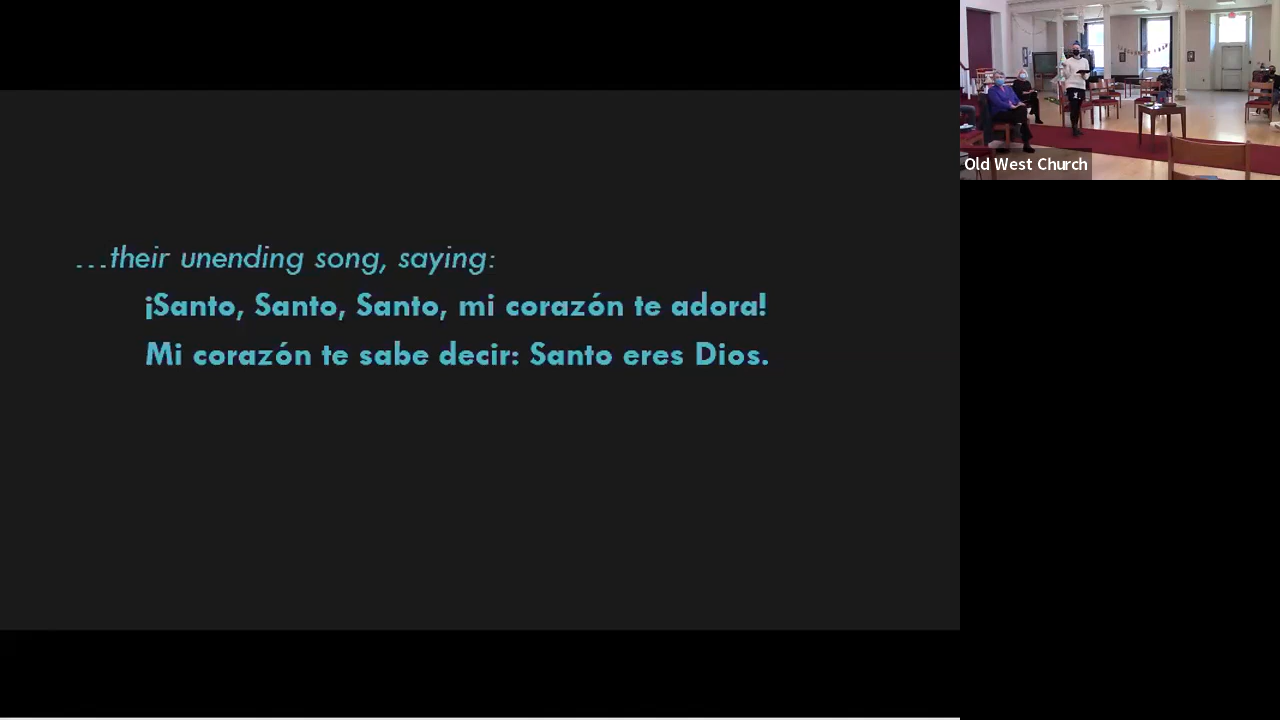 ...their unending song, saying:
¡Santo, Santo, Santo, mi corazón te adora!
Mi corazón te sabe decir: Santo eres Dios.
Old West Church